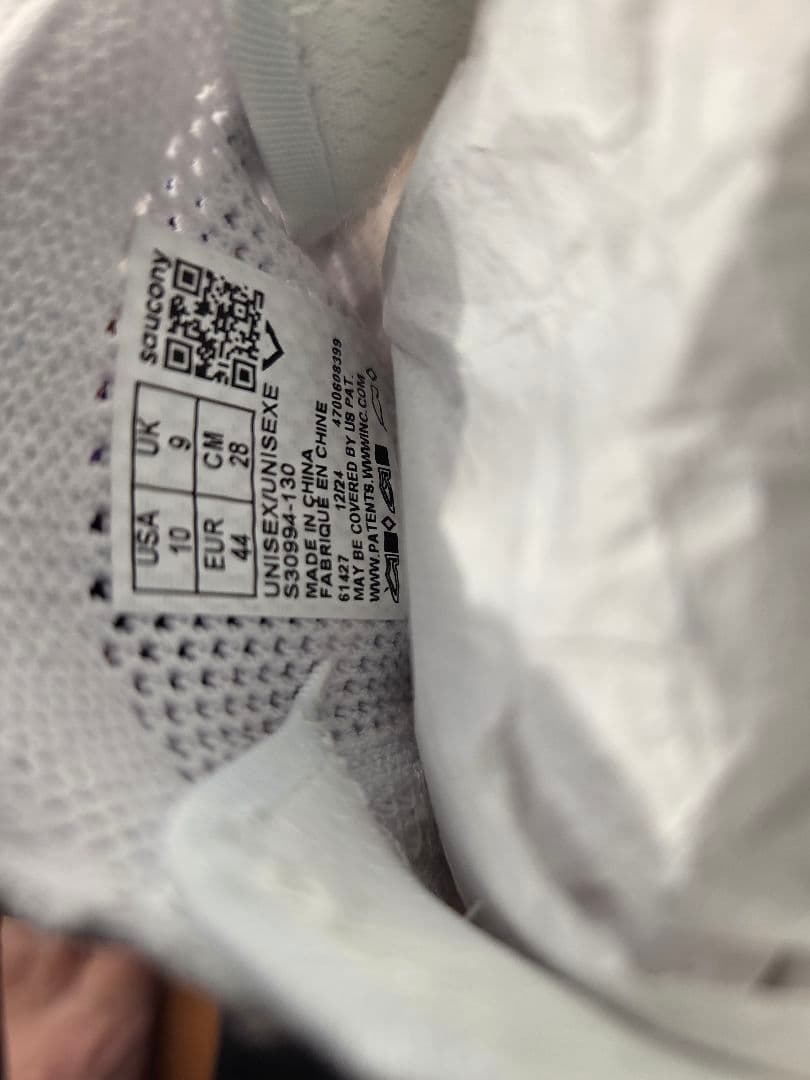 saucony
USA UK
10 9
EUR CM
44 28
UNISEX/UNISEXE
S30994-130
MADE IN CHINA
FABRIQUÉ EN CHINE
61427 12/24 4700608399
MAY BE COVERED BY US PAT.
WWW.PATENTS.WWWINC.COM